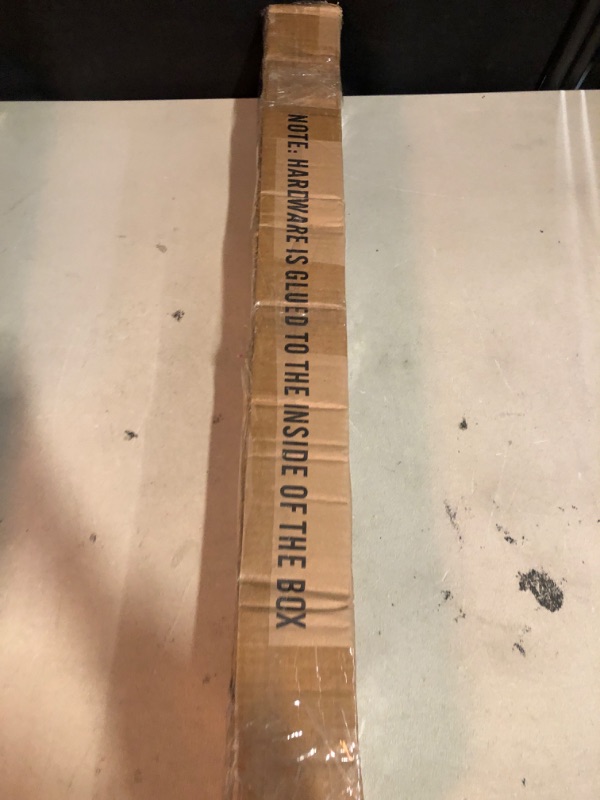 NOTE: HARDWARE IS GLUED TO THE INSIDE OF THE BOX